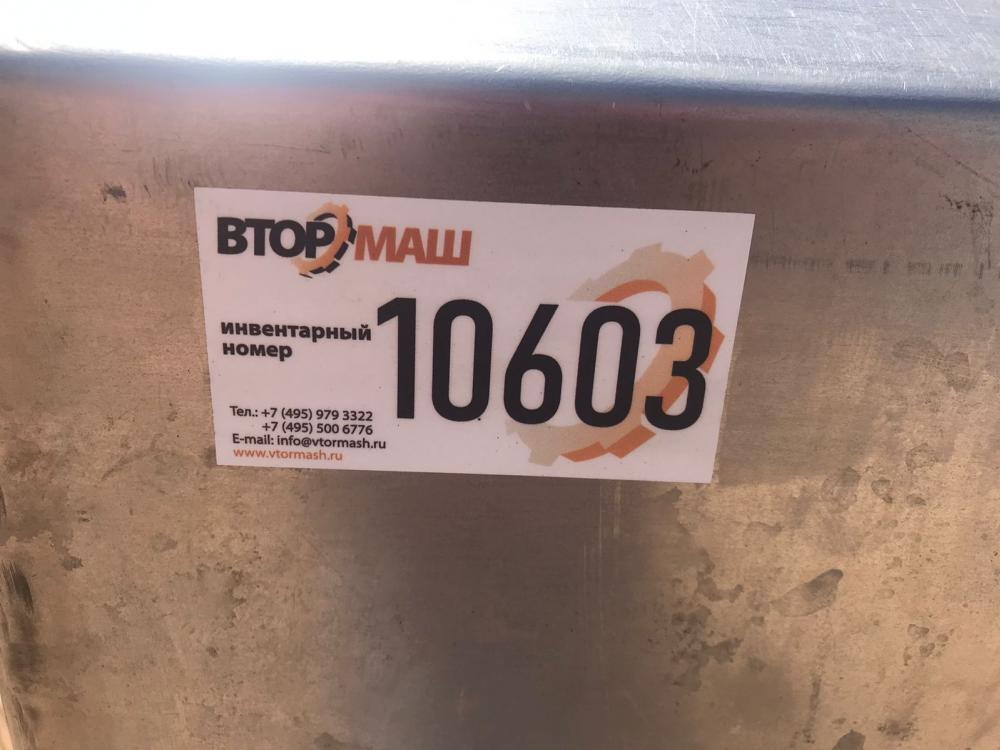 ВТОРМАШ
инвентарный
номер
10603
Тел.: +7 (495) 979 3322
+7 (495) 500 6776
E-mail: info@vtormash.ru
www.vtormash.ru